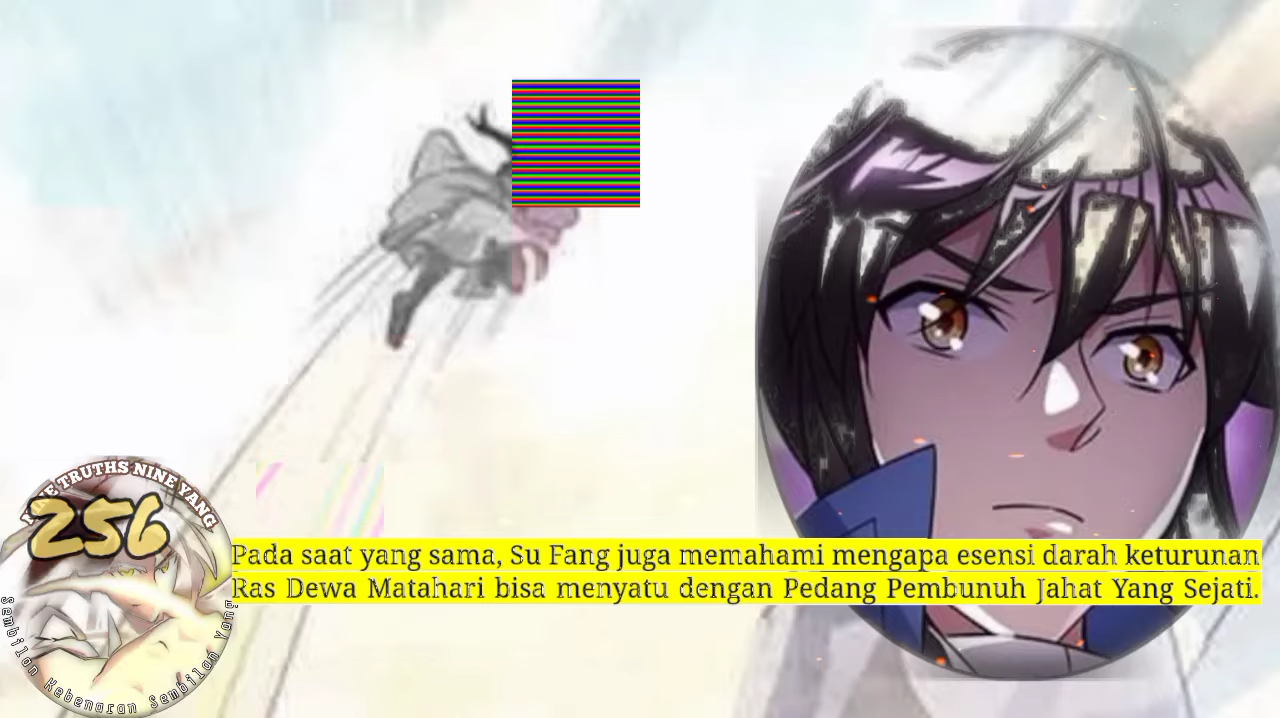 NINE TRUTHS NINE YANG
256
Pada saat yang sama, Su Fang juga memahami mengapa esensi darah keturunan
Ras Dewa Matahari bisa menyatu dengan Pedang Pembunuh Jahat Yang Sejati.
Sembilan Kebenaran Sembilan Yang